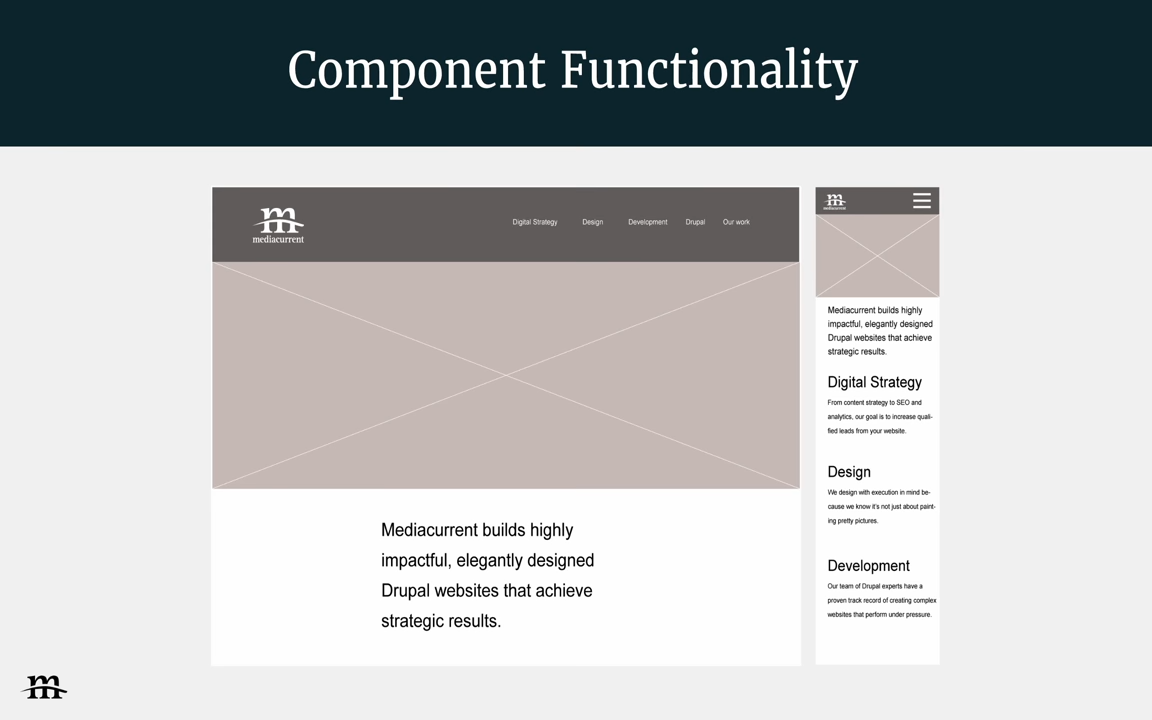 Component Functionality
m
mediacurrent
Digital Strategy Design Development Drupal Our work
Mediacurrent builds highly
impactful, elegantly designed
Drupal websites that achieve
strategic results.
m
mediacurrent
Mediacurrent builds highly
impactful, elegantly designed
Drupal websites that achieve
strategic results.
Digital Strategy
From content strategy to SEO and
analytics, our goal is to increase quali-
fied leads from your website.
Design
We design with execution in mind be-
cause we know it's not just about paint-
ing pretty pictures.
Development
Our team of Drupal experts have a
proven track record of creating complex
websites that perform under pressure.
m